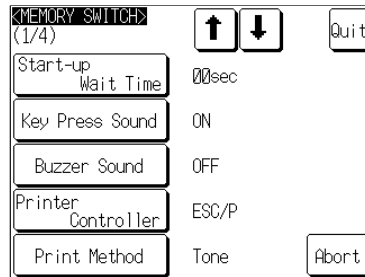 <MEMORY SWITCH>
(1/4)
Quit
Start-up
Wait Time
00sec
Key Press Sound
ON
Buzzer Sound
OFF
Printer
Controller
ESC/P
Print Method
Tone
Abort